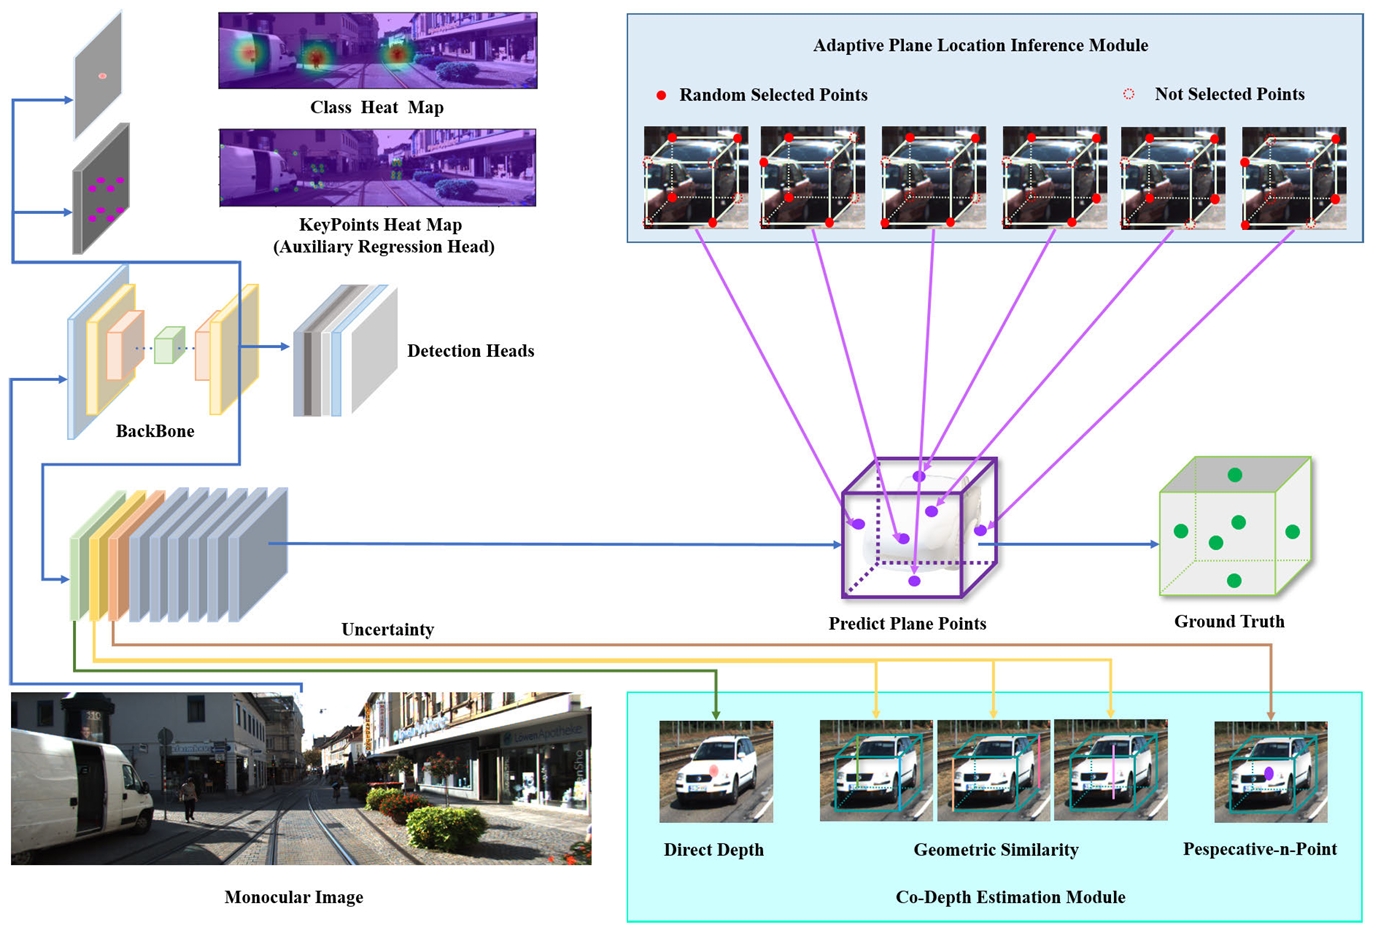 Class Heat Map
KeyPoints Heat Map
(Auxiliary Regression Head)
Detection Heads
BackBone
Uncertainty
Monocular Image
Adaptive Plane Location Inference Module
Random Selected Points
Not Selected Points
Predict Plane Points
Ground Truth
Direct Depth
Geometric Similarity
Pespecative-n-Point
Co-Depth Estimation Module